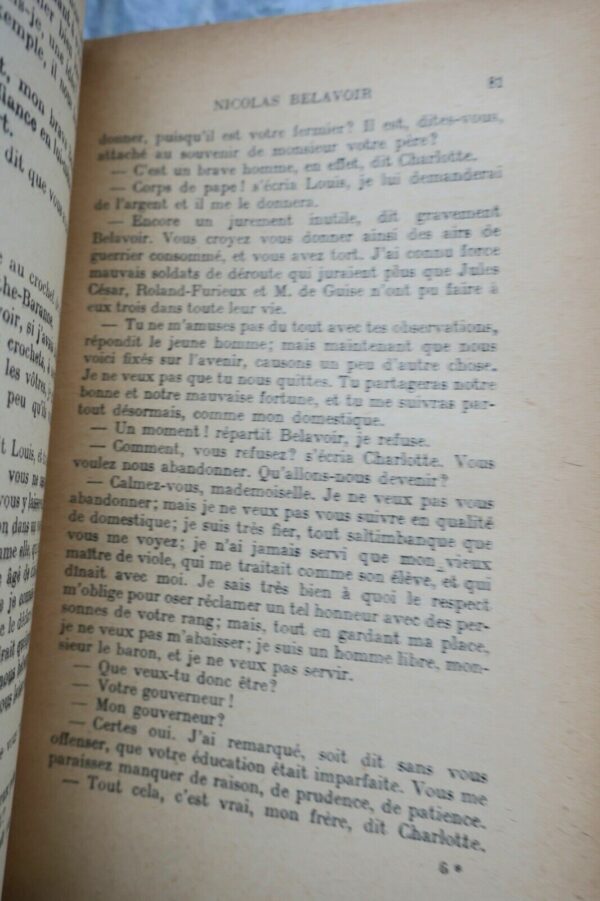 NICOLAS BELAVOIR 81
donner, puisqu'il est votre fermier? Il est, dites-vous,
attaché au souvenir de monsieur votre père?
— C'est un brave homme, en effet, dit Charlotte.
— Corps de pape! s'écria Louis, je lui demanderai
de l'argent et il me le donnera.
— Encore un jurement inutile, dit gravement
Belavoir. Vous croyez vous donner ainsi des airs de
guerrier consommé, et vous avez tort. J'ai connu force
mauvais soldats de déroute qui juraient plus que Jules
César, Roland-Furieux et M. de Guise n'ont pu faire à
eux trois dans toute leur vie.
— Tu ne m'amuses pas du tout avec tes observations,
répondit le jeune homme; mais maintenant que nous
voici fixés sur l'avenir, causons un peu d'autre chose.
Je ne veux pas que tu nous quittes. Tu partageras notre
bonne et notre mauvaise fortune, et tu me suivras par-
tout désormais, comme mon domestique.
— Un moment! répartit Belavoir, je refuse.
— Comment, vous refusez? s'écria Charlotte. Vous
voulez nous abandonner. Qu'allons-nous devenir?
— Calmez-vous, mademoiselle. Je ne veux pas vous
abandonner; mais je ne veux pas vous suivre en qualité
de domestique; je suis très fier, tout saltimbanque que
vous me voyez; je n'ai jamais servi que mon vieux
maître de viole, qui me traitait comme son élève, et qui
dînait avec moi. Je sais très bien à quoi le respect
m'oblige pour oser réclamer un tel honneur avec des per-
sonnes de votre rang; mais, tout en gardant ma place,
je ne veux pas m'abaisser; je suis un homme libre, mon-
sieur le baron, et je ne veux pas servir.
— Que veux-tu donc être?
— Votre gouverneur!
— Mon gouverneur?
— Certes oui. J'ai remarqué, soit dit sans vous
offenser, que votre éducation était imparfaite. Vous me
paraissez manquer de raison, de prudence, de patience.
— Tout cela, c'est vrai, mon frère, dit Charlotte.
6*